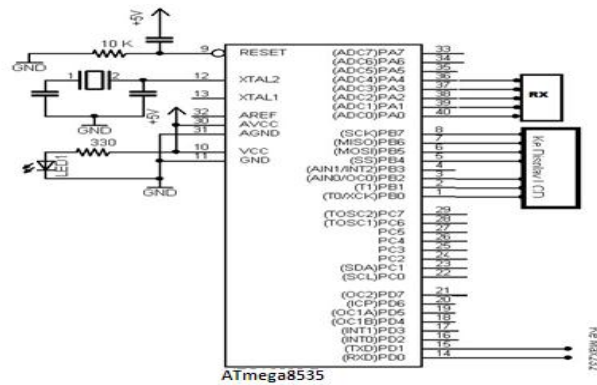 +5V
10 K
GND
1
2
GND
+5V
330
LED1
GND
9 RESET
12 XTAL2
13 XTAL1
32 AREF
30 AVCC
31 AGND
10 VCC
11 GND
(ADC7)PA7 33
(ADC6)PA6 34
(ADC5)PA5 35
(ADC4)PA4 36
(ADC3)PA3 37
(ADC2)PA2 38
(ADC1)PA1 39
(ADC0)PA0 40
RX
(SCK)PB7 8
(MISO)PB6 7
(MOSI)PB5 6
(SS)PB4 5
(AIN1/INT2)PB3 4
(AIN0/OC0)PB2 3
(T1)PB1 2
(T0/XCK)PB0 1
Ke Display LCD
(TOSC2)PC7 29
(TOSC1)PC6 28
PC5 27
PC4 26
PC3 25
PC2 24
(SDA)PC1 23
(SCL)PC0 22
(OC2)PD7 21
(ICP)PD6 20
(OC1A)PD5 19
(OC1B)PD4 18
(INT1)PD3 17
(INT0)PD2 16
(TXD)PD1 15
(RXD)PD0 14
ATmega8535